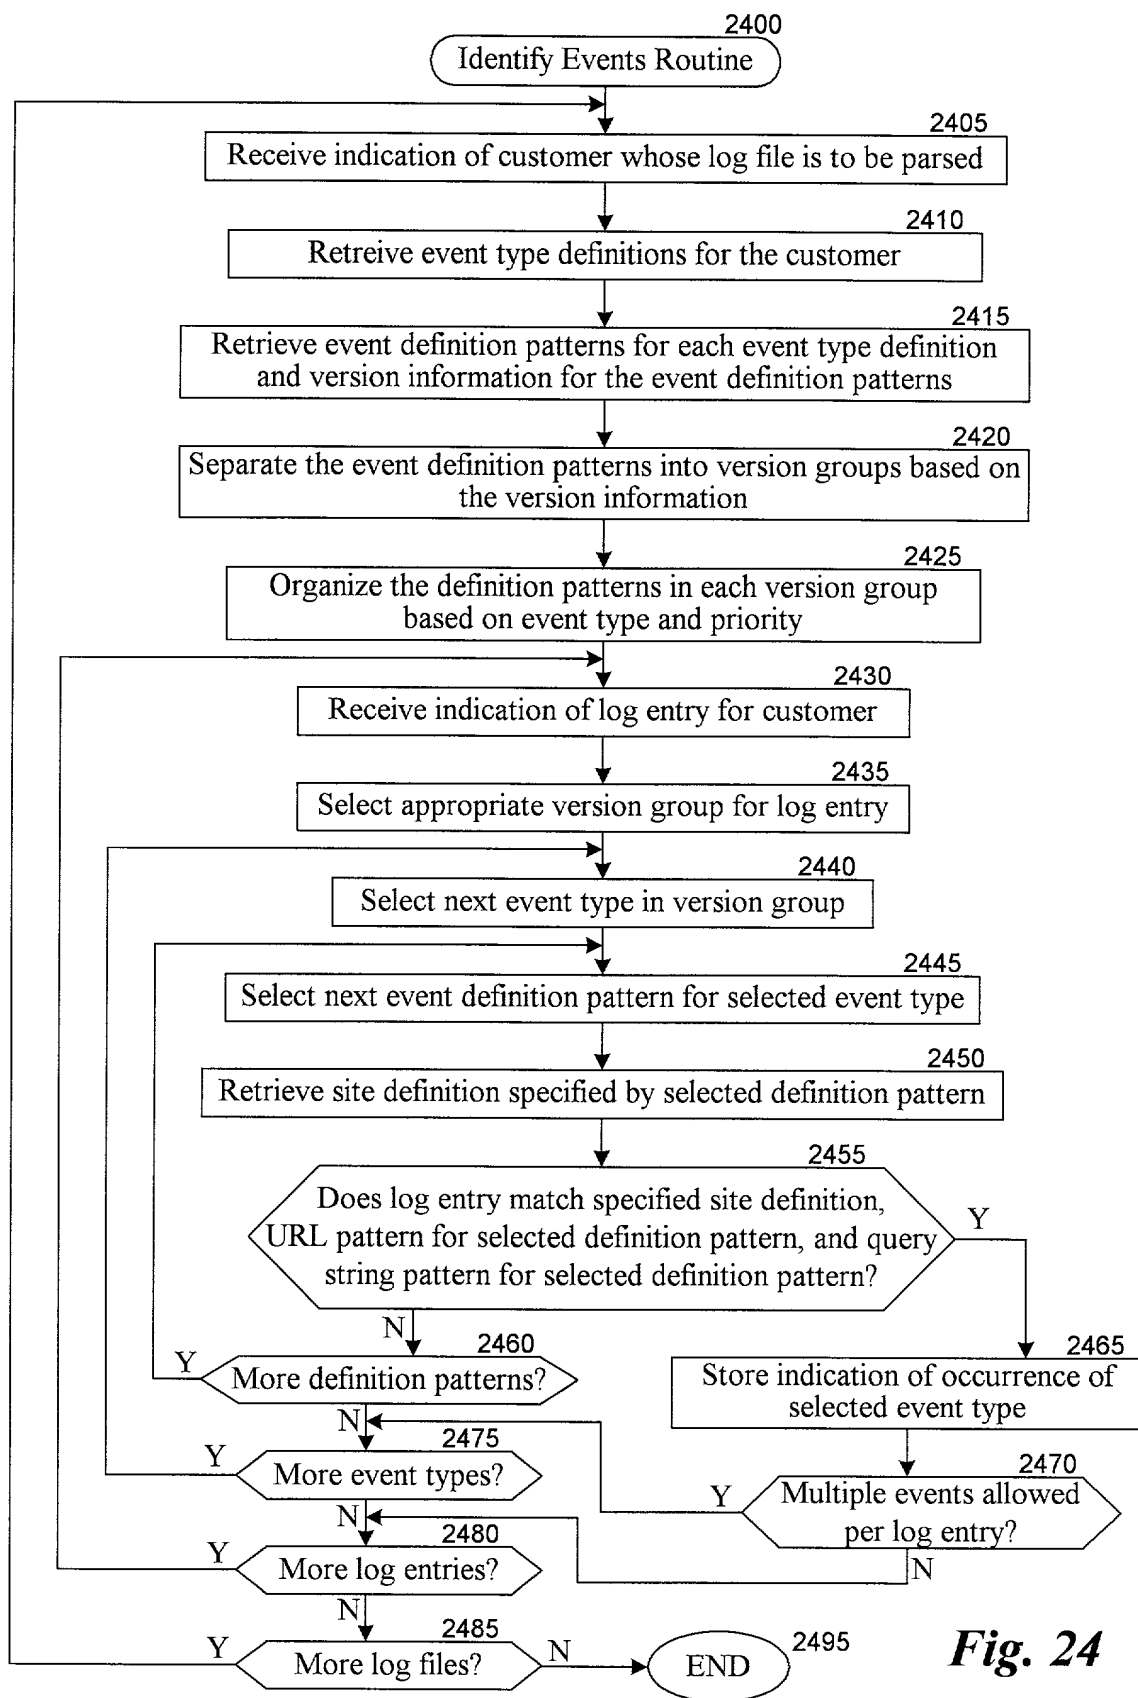 2400
Identify Events Routine
2405
Receive indication of customer whose log file is to be parsed
2410
Retreive event type definitions for the customer
2415
Retrieve event definition patterns for each event type definition
and version information for the event definition patterns
2420
Separate the event definition patterns into version groups based on
the version information
2425
Organize the definition patterns in each version group
based on event type and priority
2430
Receive indication of log entry for customer
2435
Select appropriate version group for log entry
2440
Select next event type in version group
2445
Select next event definition pattern for selected event type
2450
Retrieve site definition specified by selected definition pattern
2455
Does log entry match specified site definition,
URL pattern for selected definition pattern, and query
string pattern for selected definition pattern?
Y
N
2460
Y
More definition patterns?
2465
Store indication of occurrence of
selected event type
N
2475
Y
More event types?
2470
Y
Multiple events allowed
per log entry?
N
N
2480
Y
More log entries?
N
2485
Y
More log files?
N
END
2495
Fig. 24